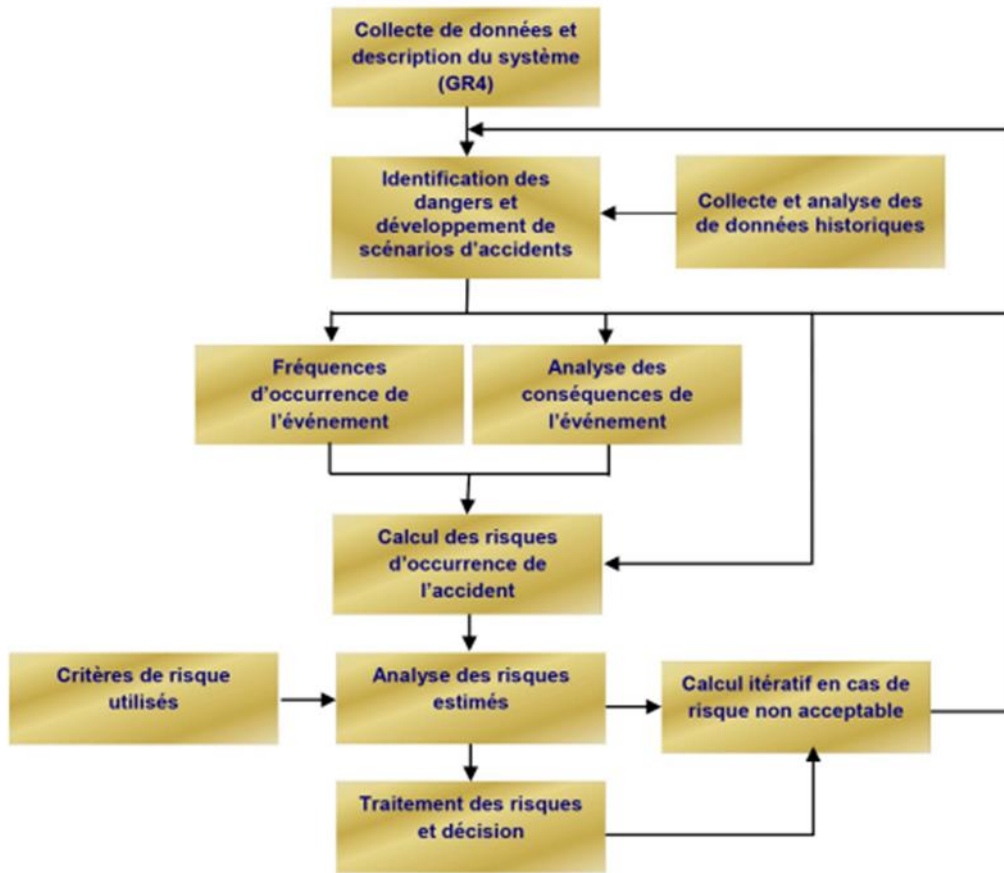 Collecte de données et
description du système
(GR4)
Identification des
dangers et
développement de
scénarios d'accidents
Collecte et analyse des
de données historiques
Fréquences
d'occurrence de
l'événement
Analyse des
conséquences de
l'événement
Calcul des risques
d'occurrence de
l'accident
Critères de risque
utilisés
Analyse des risques
estimés
Calcul itératif en cas de
risque non acceptable
Traitement des risques
et décision